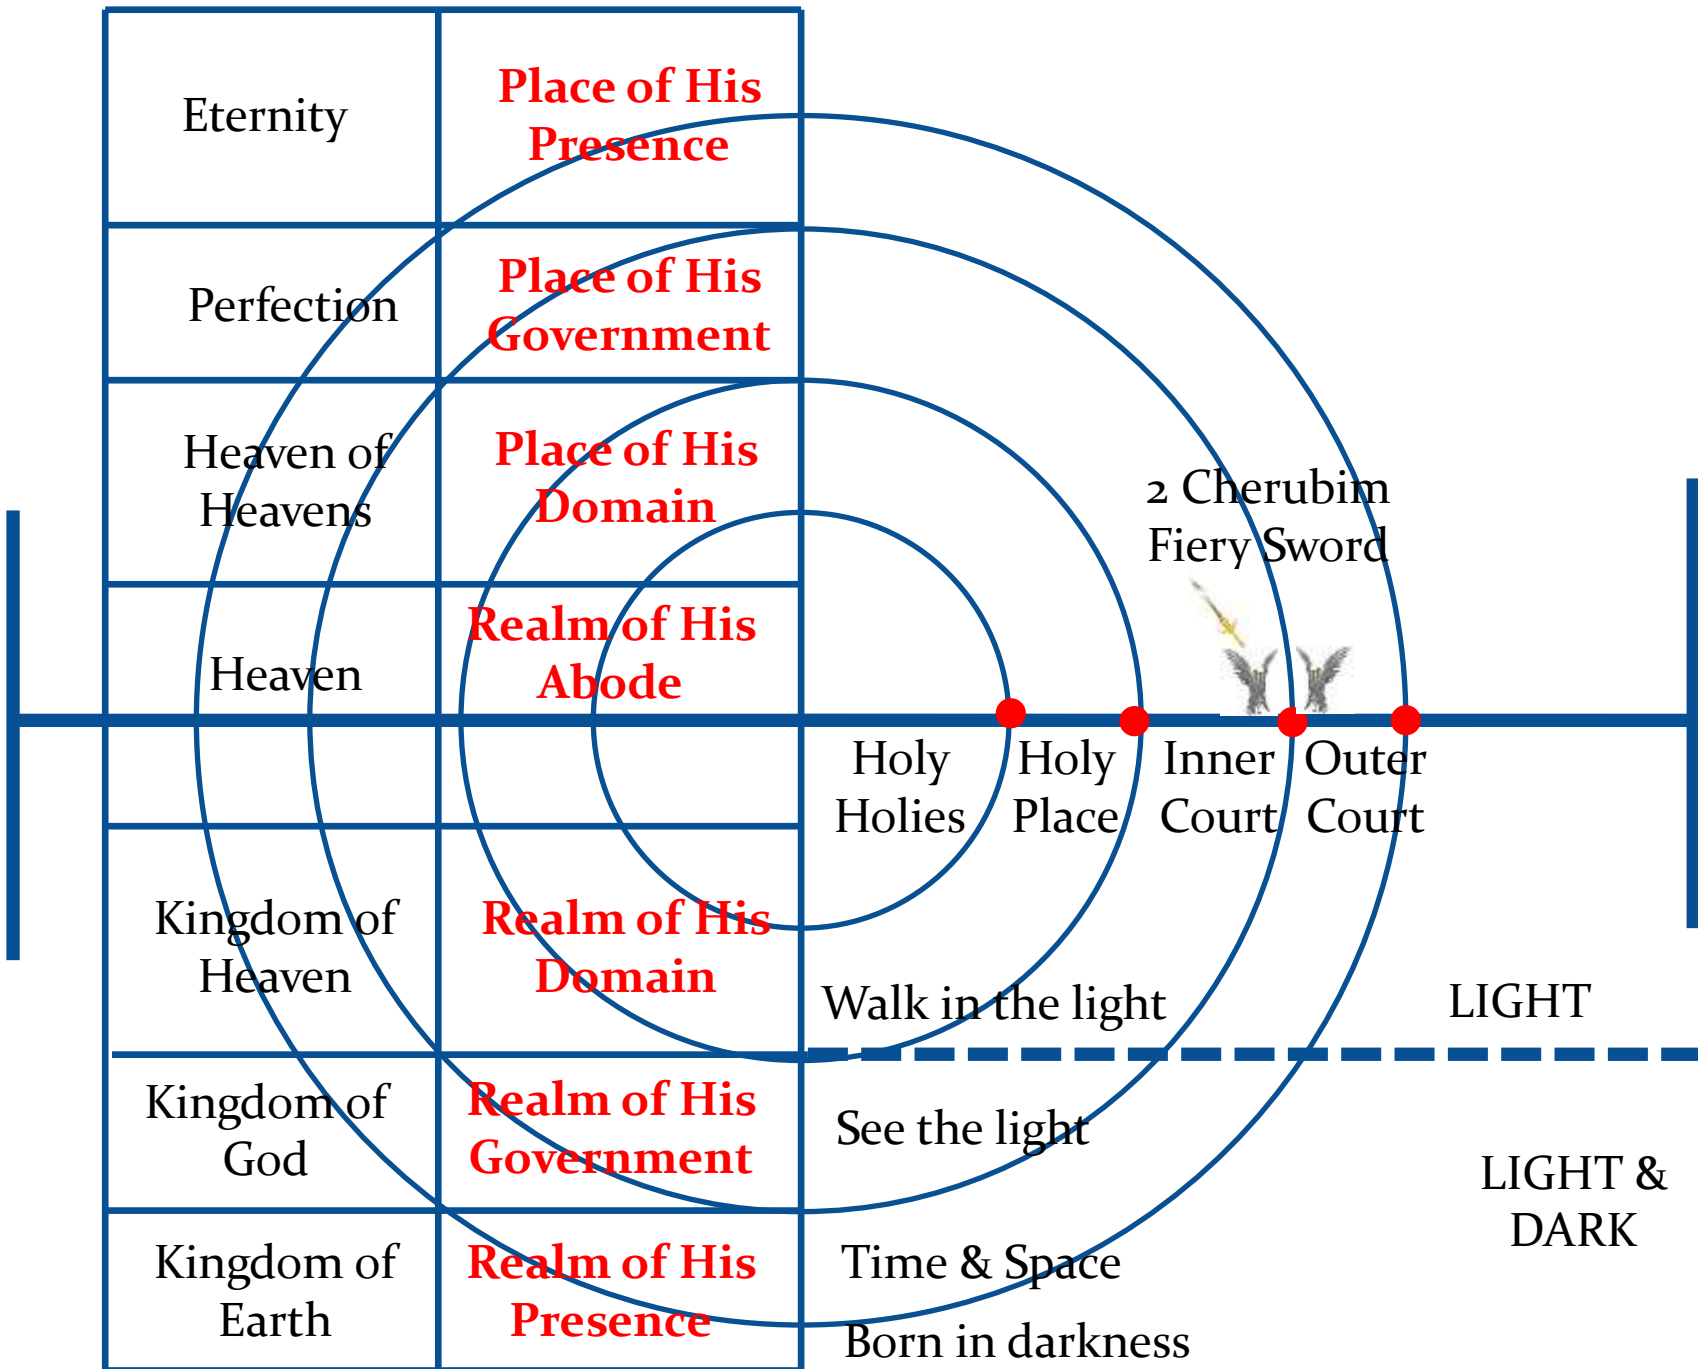 Eternity
Place of His
Presence
Perfection
Place of His
Government
Heaven of
Heavens
Place of His
Domain
2 Cherubim
Fiery Sword
Heaven
Realm of His
Abode
Holy
Holies
Holy
Place
Inner
Court
Outer
Court
Kingdom of
Heaven
Realm of His
Domain
Walk in the light
LIGHT
Kingdom of
God
Realm of His
Government
See the light
LIGHT &
DARK
Kingdom of
Earth
Realm of His
Presence
Time & Space
Born in darkness